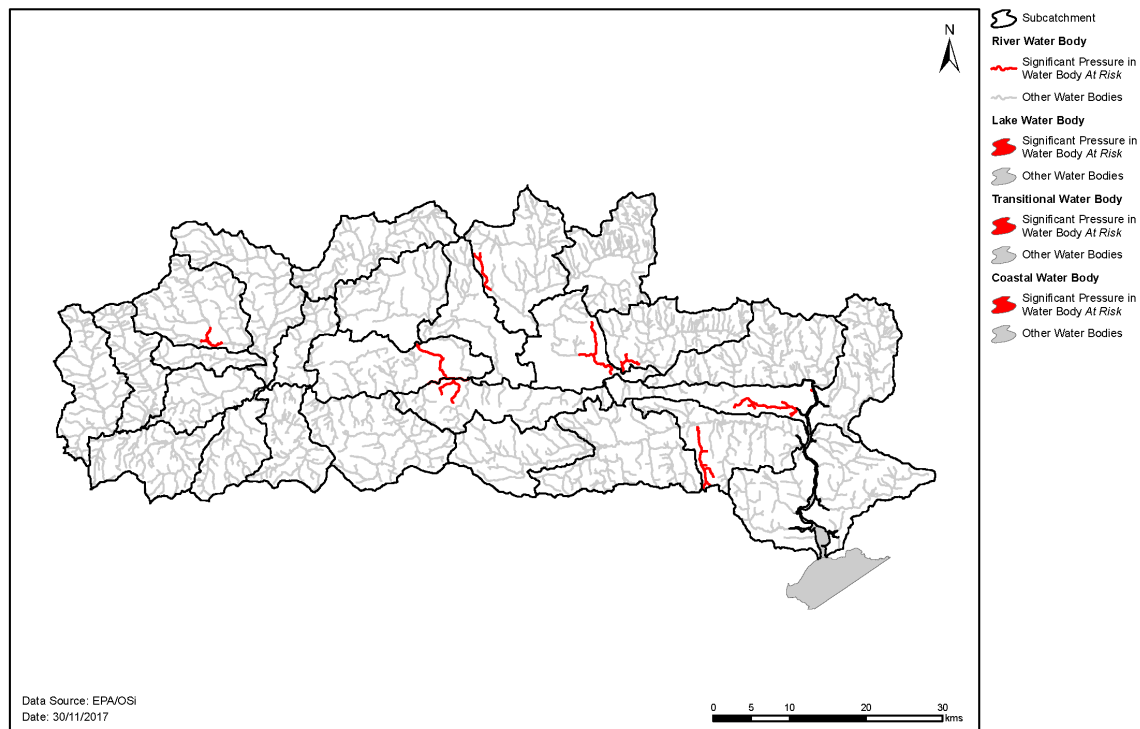 N
Subcatchment
River Water Body
Significant Pressure in
Water Body At Risk
Other Water Bodies
Lake Water Body
Significant Pressure in
Water Body At Risk
Other Water Bodies
Transitional Water Body
Significant Pressure in
Water Body At Risk
Other Water Bodies
Coastal Water Body
Significant Pressure in
Water Body At Risk
Other Water Bodies
Data Source: EPA/OSi
Date: 30/11/2017
0 5 10 20 30
kms